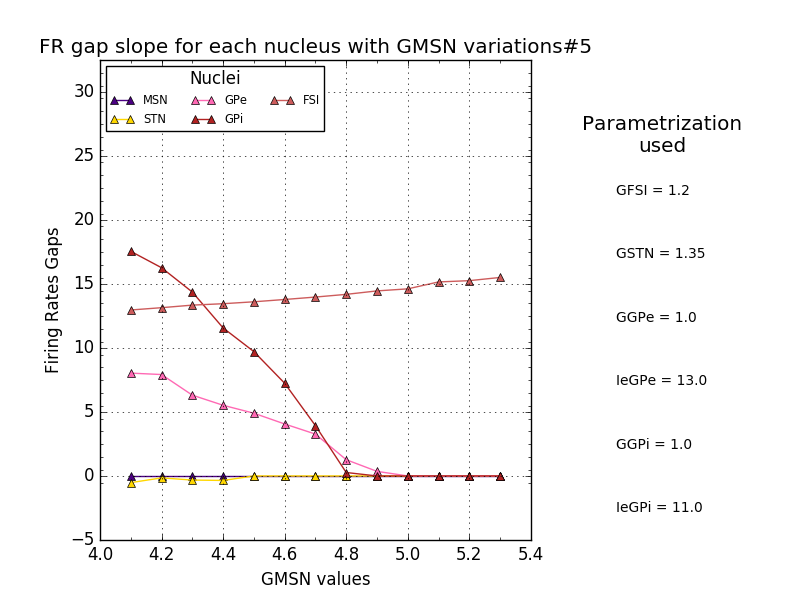 FR gap slope for each nucleus with GMSN variations#5
Nuclei
MSN GPe FSI
STN GPi
30
25
20
15
10
5
0
−5
Firing Rates Gaps
4.0 4.2 4.4 4.6 4.8 5.0 5.2 5.4
GMSN values
Parametrization
used
GFSI = 1.2
GSTN = 1.35
GGPe = 1.0
IeGPe = 13.0
GGPi = 1.0
IeGPi = 11.0